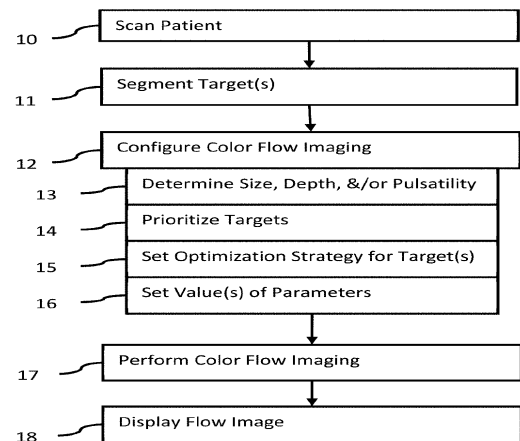 10 Scan Patient
11 Segment Target(s)
12 Configure Color Flow Imaging
13 Determine Size, Depth, &/or Pulsatility
14 Prioritize Targets
15 Set Optimization Strategy for Target(s)
16 Set Value(s) of Parameters
17 Perform Color Flow Imaging
18 Display Flow Image